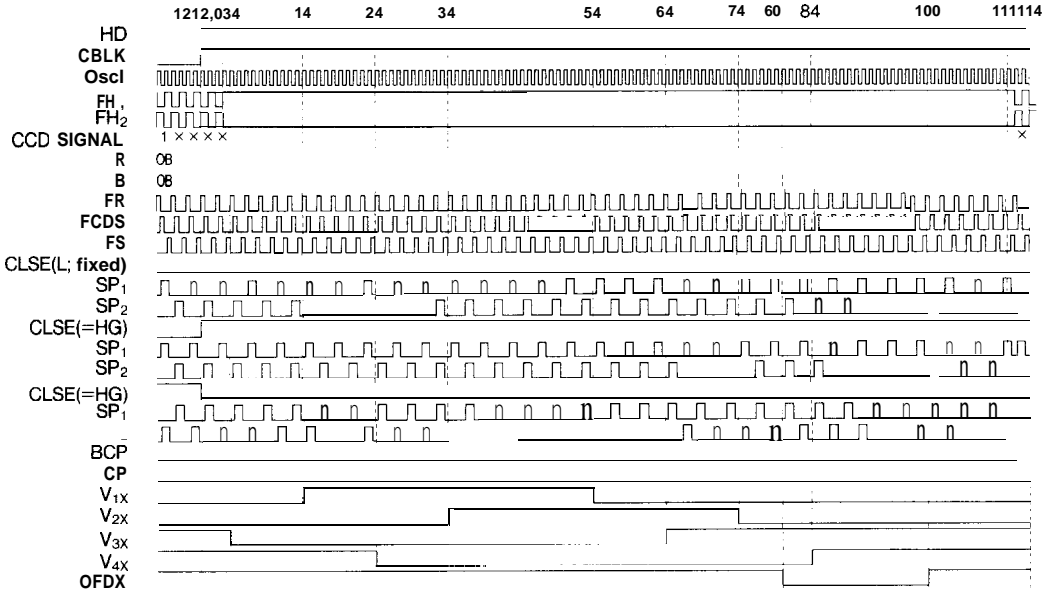 1212,034 14 24 34 54 64 74 60 84 100 111114
HD
CBLK
OscI
FH1
FH2
CCD SIGNAL 1 × × × × ×
R OB
B OB
FR
FCDS
FS
CLSE(L; fixed)
SP1
SP2
CLSE(=HG)
SP1
SP2
CLSE(=HG)
SP1
BCP
CP
V1X
V2X
V3X
V4X
OFDX